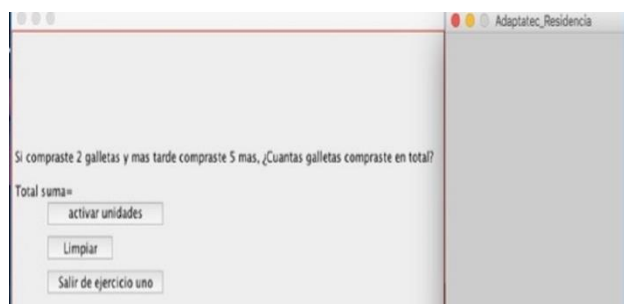 Adaptatec_Residencia
Si compraste 2 galletas y mas tarde compraste 5 mas, ¿Cuantas galletas compraste en total?
Total suma=
activar unidades
Limpiar
Salir de ejercicio uno